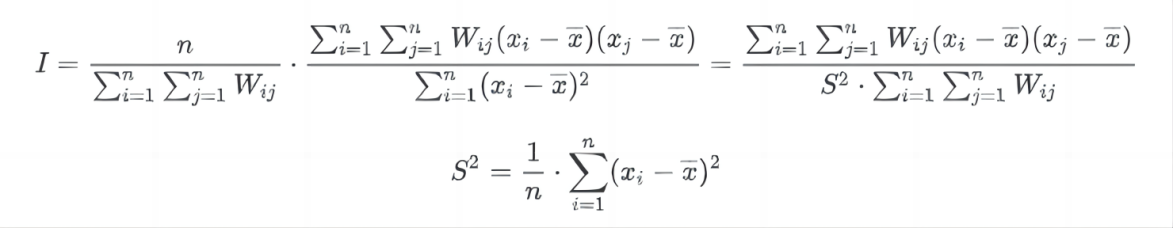 I = \frac{n}{\sum_{i=1}^{n} \sum_{j=1}^{n} W_{ij}} \cdot \frac{\sum_{i=1}^{n} \sum_{j=1}^{n} W_{ij}(x_i - \overline{x})(x_j - \overline{x})}{\sum_{i=1}^{n} (x_i - \overline{x})^2} = \frac{\sum_{i=1}^{n} \sum_{j=1}^{n} W_{ij}(x_i - \overline{x})(x_j - \overline{x})}{S^2 \cdot \sum_{i=1}^{n} \sum_{j=1}^{n} W_{ij}}
S^2 = \frac{1}{n} \cdot \sum_{i=1}^{n} (x_i - \overline{x})^2